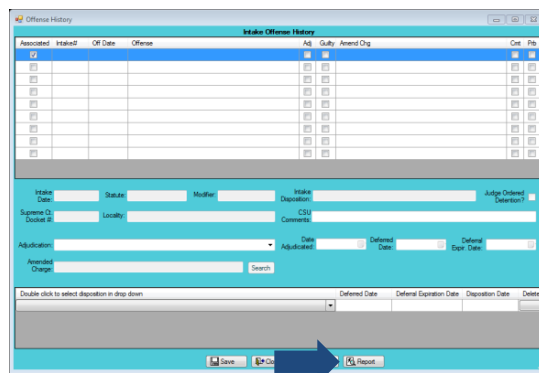 Offense History
Intake Offense History
Associated Intake# Off Date Offense Adj Guilty Amend Chg Cmt Prb
Intake Date: Statute: Modifier: Intake Disposition: Judge Ordered Detention?
Supreme Ct. Docket #: Locality: CSU Comments:
Adjudication: Date Adjudicated: Deferred Date: Deferral Expir. Date:
Amended Charge: Search
Double click to select disposition in drop down Deferred Date Deferral Expiration Date Disposition Date Delete
Save Clo Report